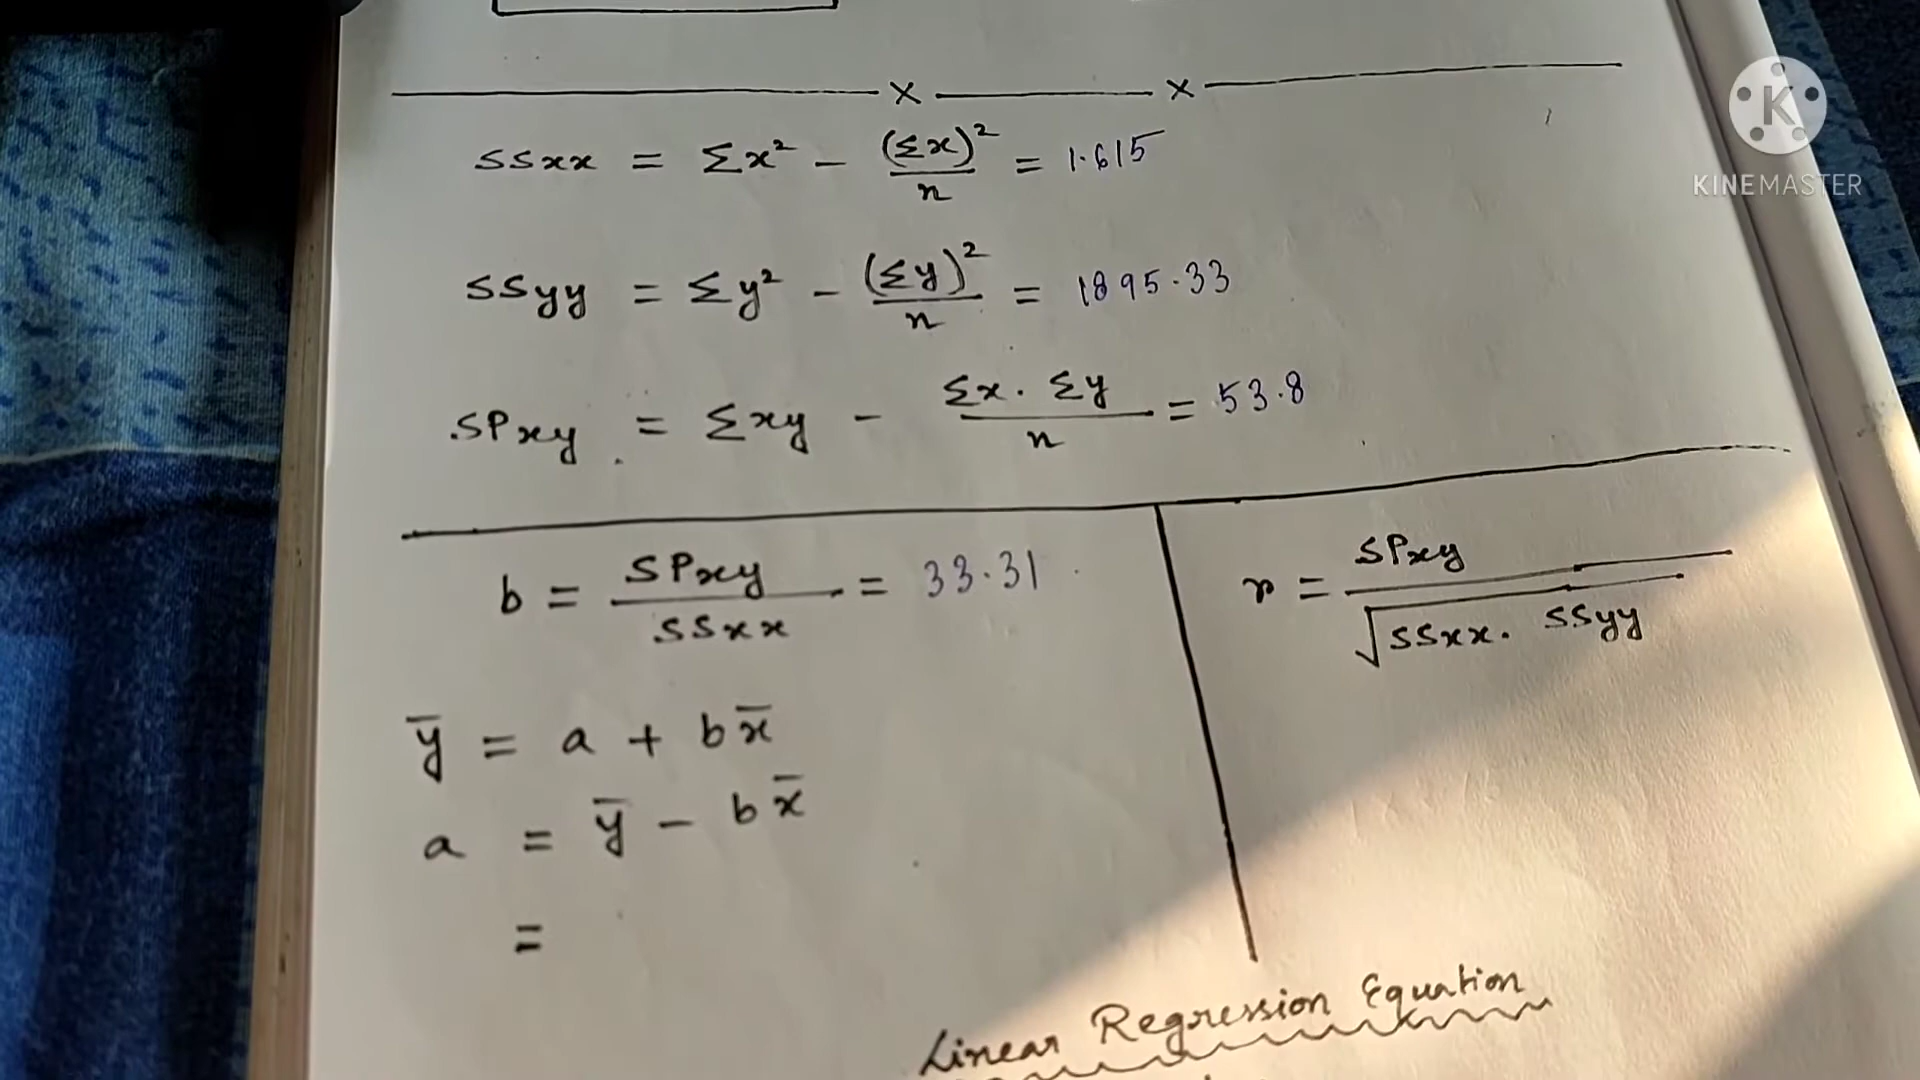 K
KINEMASTER
x x
SSxx = Σx² - (Σx)²/n = 1.615
SSyy = Σy² - (Σy)²/n = 1895.33
SPxy = Σxy - Σx. Σy/n = 53.8
b = SPxy/SSxx = 33.31
r = SPxy/√SSxx. SSyy
ȳ = a + bx̄
a = ȳ - bx̄
=
Linear Regression Equation